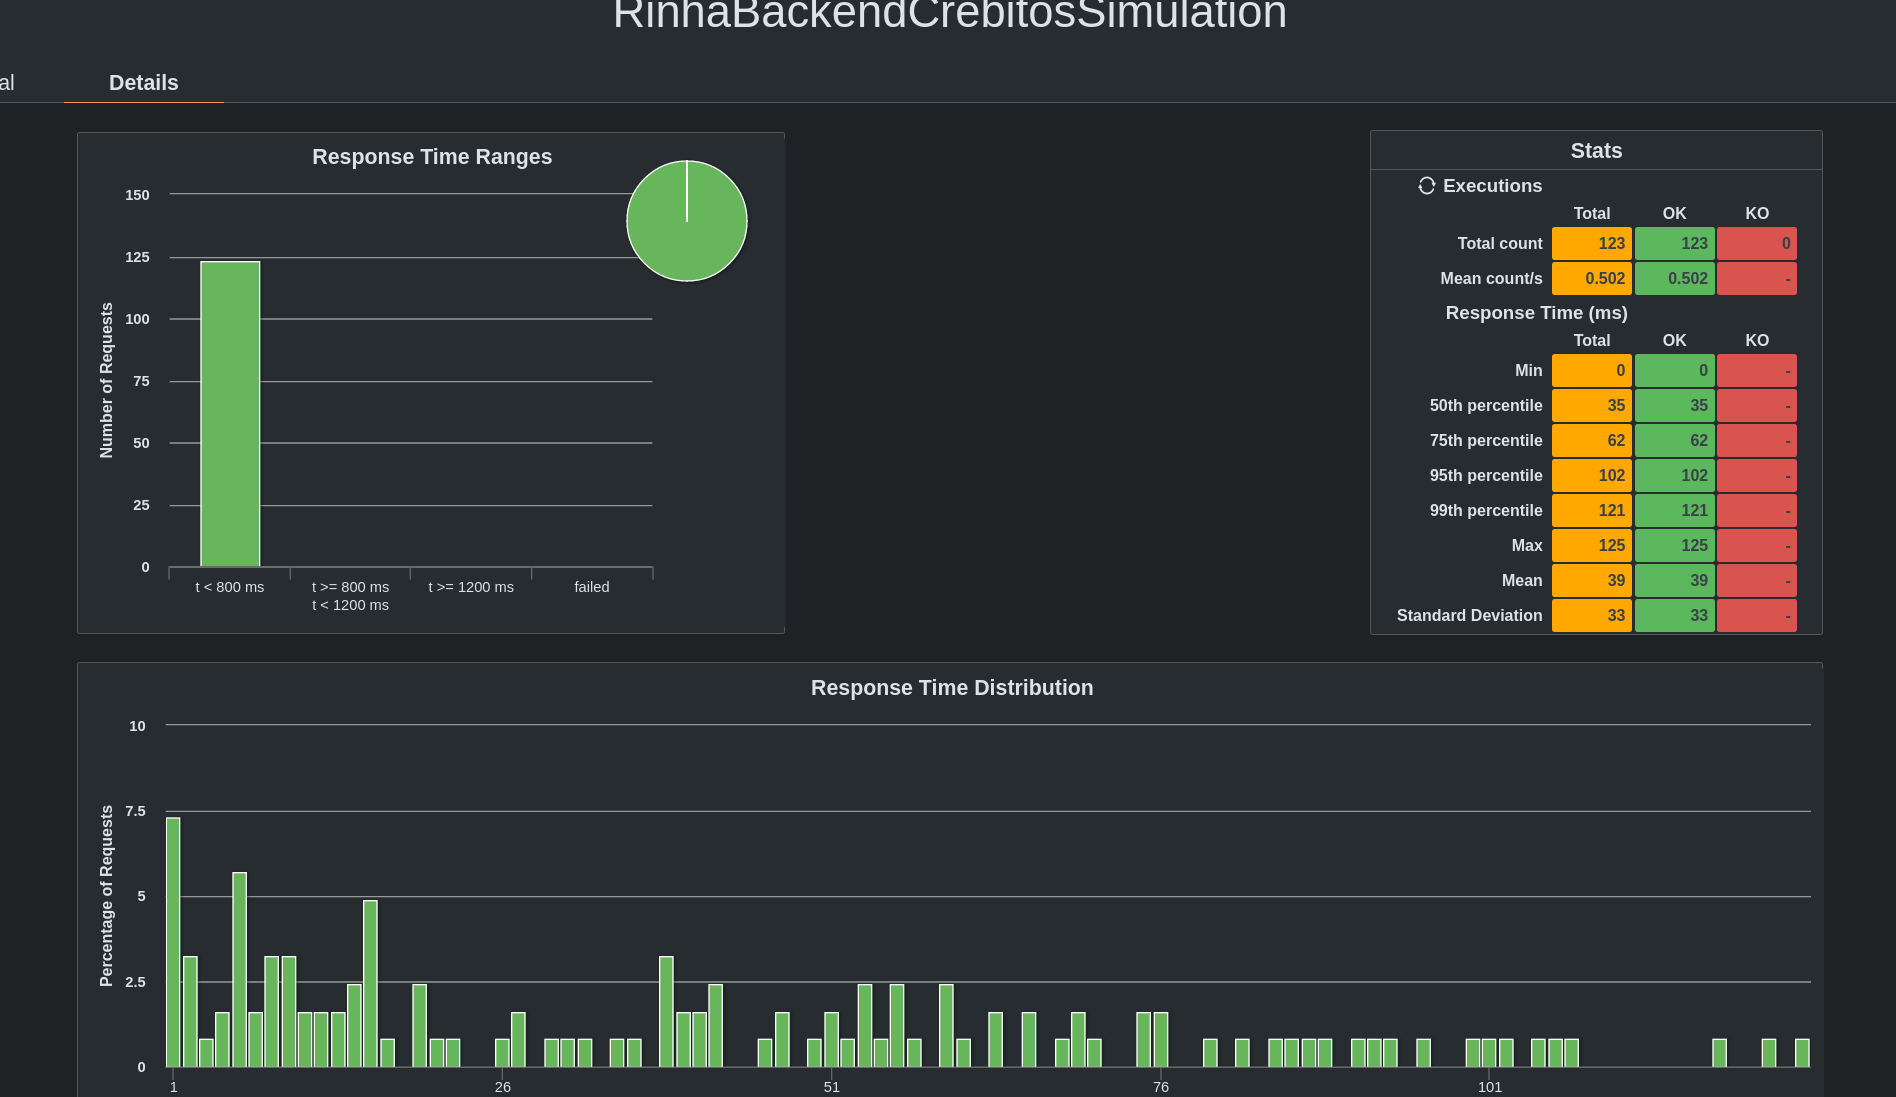 RinhaBackendCrebitosSimulation
al
Details
Response Time Ranges
150
125
100
75
50
25
0
Number of Requests
t < 800 ms
t >= 800 ms
t < 1200 ms
t >= 1200 ms
failed
Stats
Executions
Total OK KO
Total count 123 123 0
Mean count/s 0.502 0.502 -
Response Time (ms)
Total OK KO
Min 0 0 -
50th percentile 35 35 -
75th percentile 62 62 -
95th percentile 102 102 -
99th percentile 121 121 -
Max 125 125 -
Mean 39 39 -
Standard Deviation 33 33 -
Response Time Distribution
10
7.5
5
2.5
0
Percentage of Requests
1 26 51 76 101